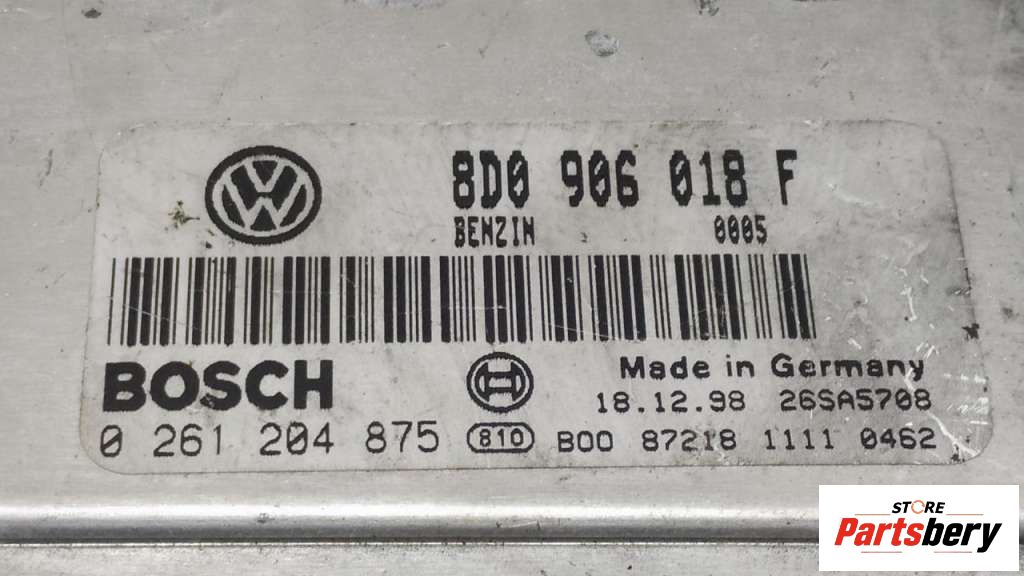 8D0 906 018 F
BENZIN 0005
BOSCH
Made in Germany
18.12.98 26SA5708
0 261 204 875 810 B00 87218 1111 0462
STORE
Partsbery